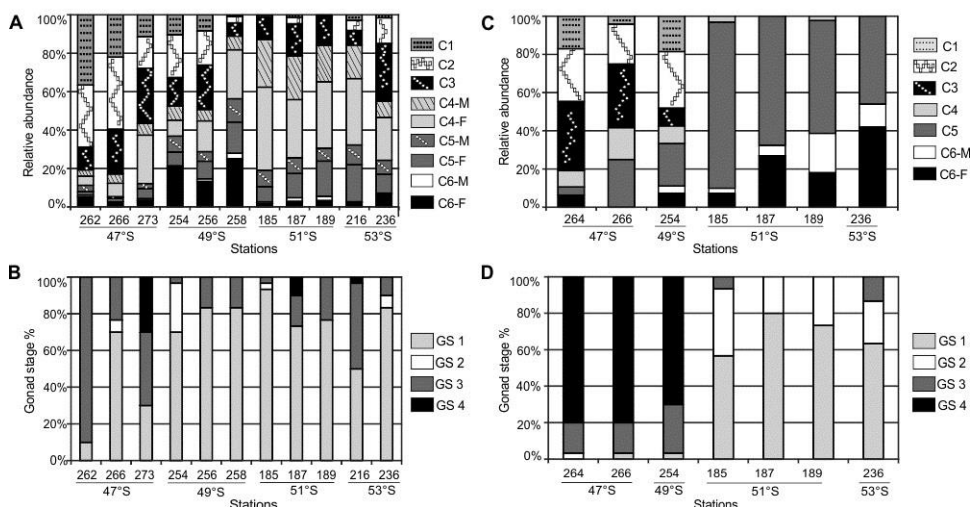 A
Relative abundance
100%
80%
60%
40%
20%
0%
262 266 273 254 256 258 185 187 189 216 236
47°S 49°S 51°S 53°S
Stations
C1
C2
C3
C4-M
C4-F
C5-M
C5-F
C6-M
C6-F
C
Relative abundance
100%
80%
60%
40%
20%
0%
264 266 254 185 187 189 236
47°S 49°S 51°S 53°S
Stations
C1
C2
C3
C4
C5
C6-M
C6-F
B
Gonad stage %
100%
80%
60%
40%
20%
0%
262 266 273 254 256 258 185 187 189 216 236
47°S 49°S 51°S 53°S
Stations
GS 1
GS 2
GS 3
GS 4
D
Gonad stage %
100%
80%
60%
40%
20%
0%
264 266 254 185 187 189 236
47°S 49°S 51°S 53°S
Stations
GS 1
GS 2
GS 3
GS 4